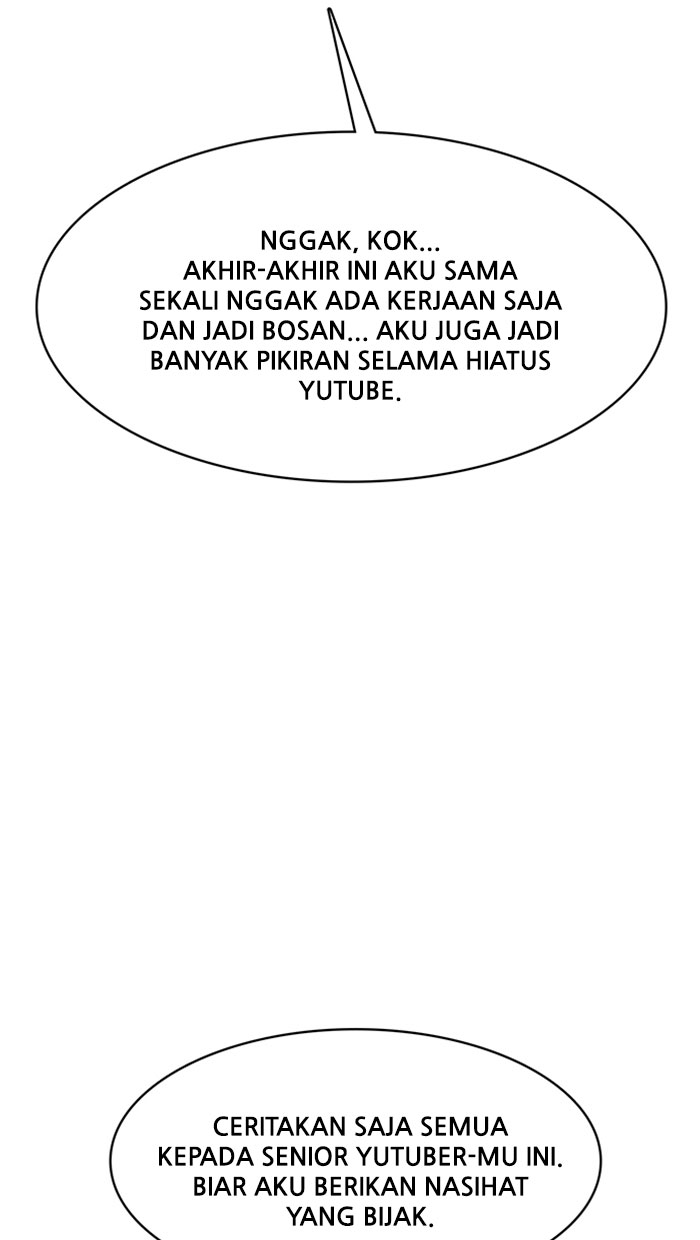 NGGAK, KOK...
AKHIR-AKHIR INI AKU SAMA
SEKALI NGGAK ADA KERJAAN SAJA
DAN JADI BOSAN... AKU JUGA JADI
BANYAK PIKIRAN SELAMA HIATUS
YUTUBE.
CERITAKAN SAJA SEMUA
KEPADA SENIOR YUTUBER-MU INI.
BIAR AKU BERIKAN NASIHAT
YANG BIJAK.